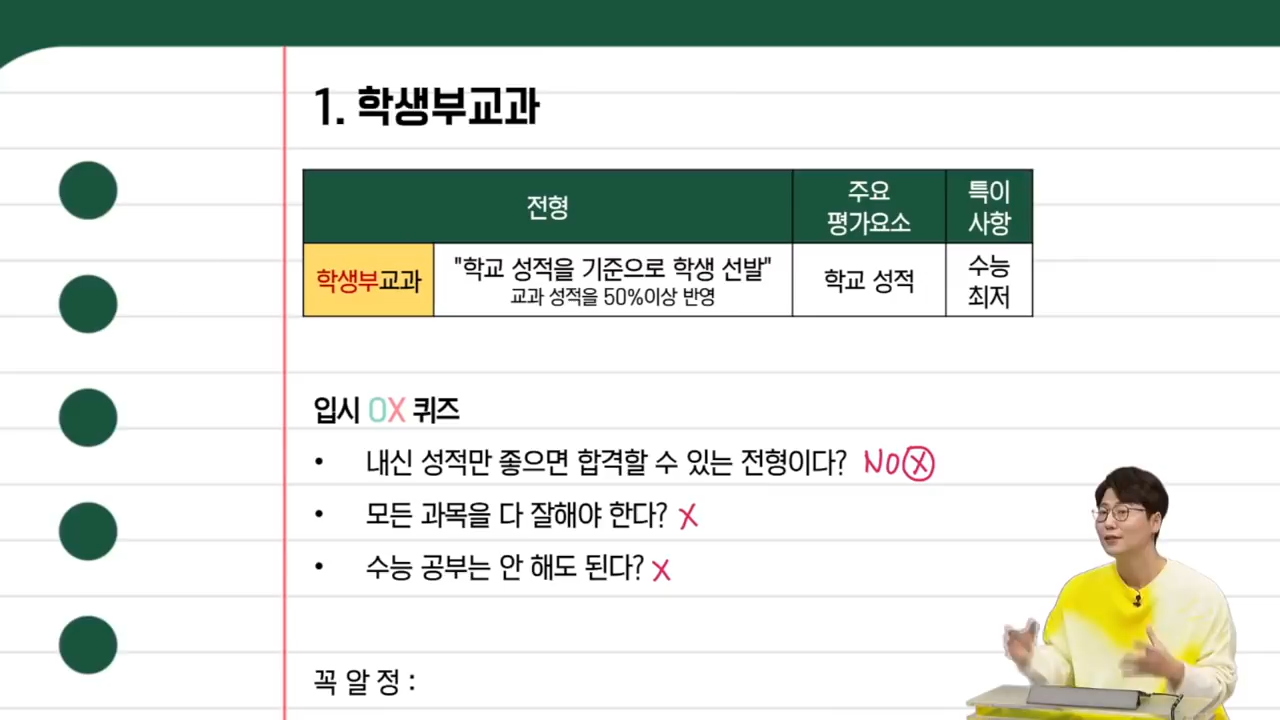 1. 학생부교과
전형
주요
평가요소
특이
사항
학생부교과
"학교 성적을 기준으로 학생 선발"
교과 성적을 50%이상 반영
학교 성적
수능
최저
입시 OX 퀴즈
• 내신 성적만 좋으면 합격할 수 있는 전형이다? NO X
• 모든 과목을 다 잘해야 한다? X
• 수능 공부는 안 해도 된다? X
꼭 알 정 :